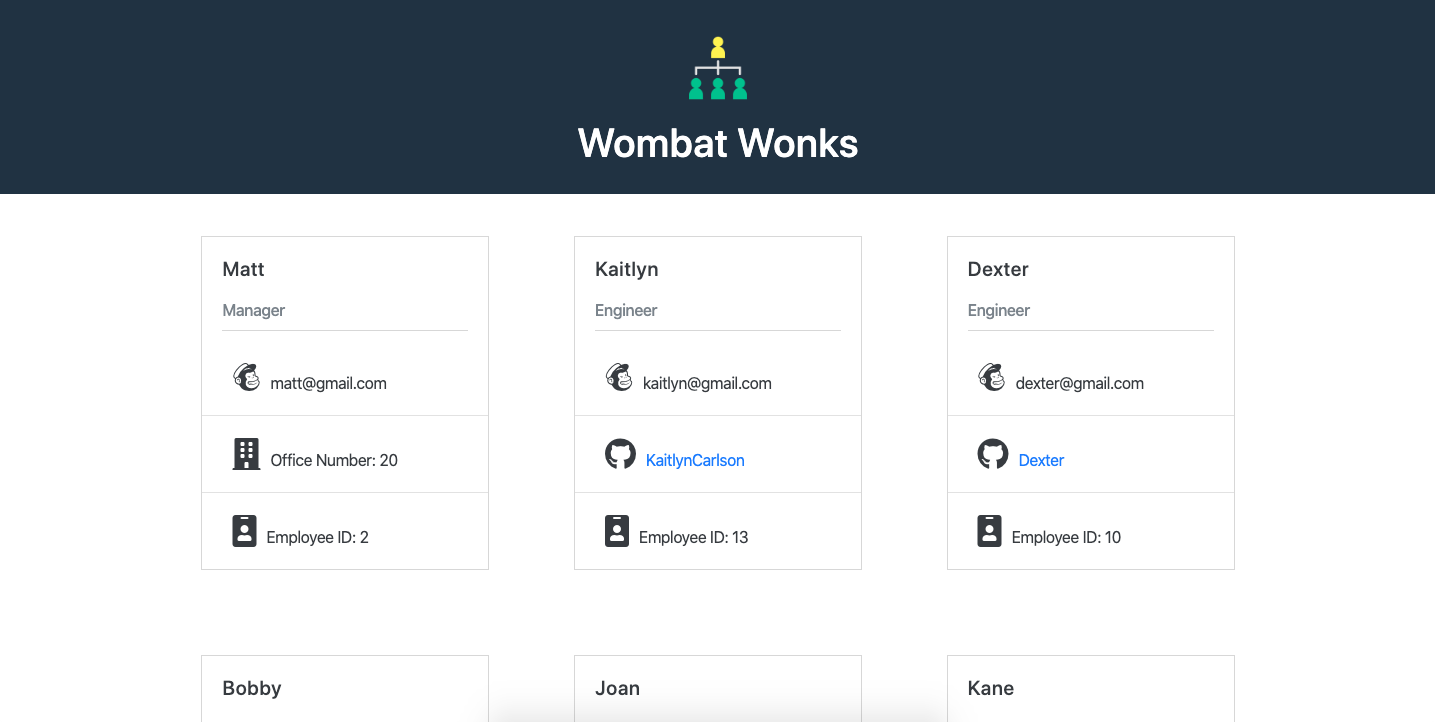 Wombat Wonks
Matt
Manager
matt@gmail.com
Office Number: 20
Employee ID: 2
Kaitlyn
Engineer
kaitlyn@gmail.com
KaitlynCarlson
Employee ID: 13
Dexter
Engineer
dexter@gmail.com
Dexter
Employee ID: 10
Bobby
Joan
Kane